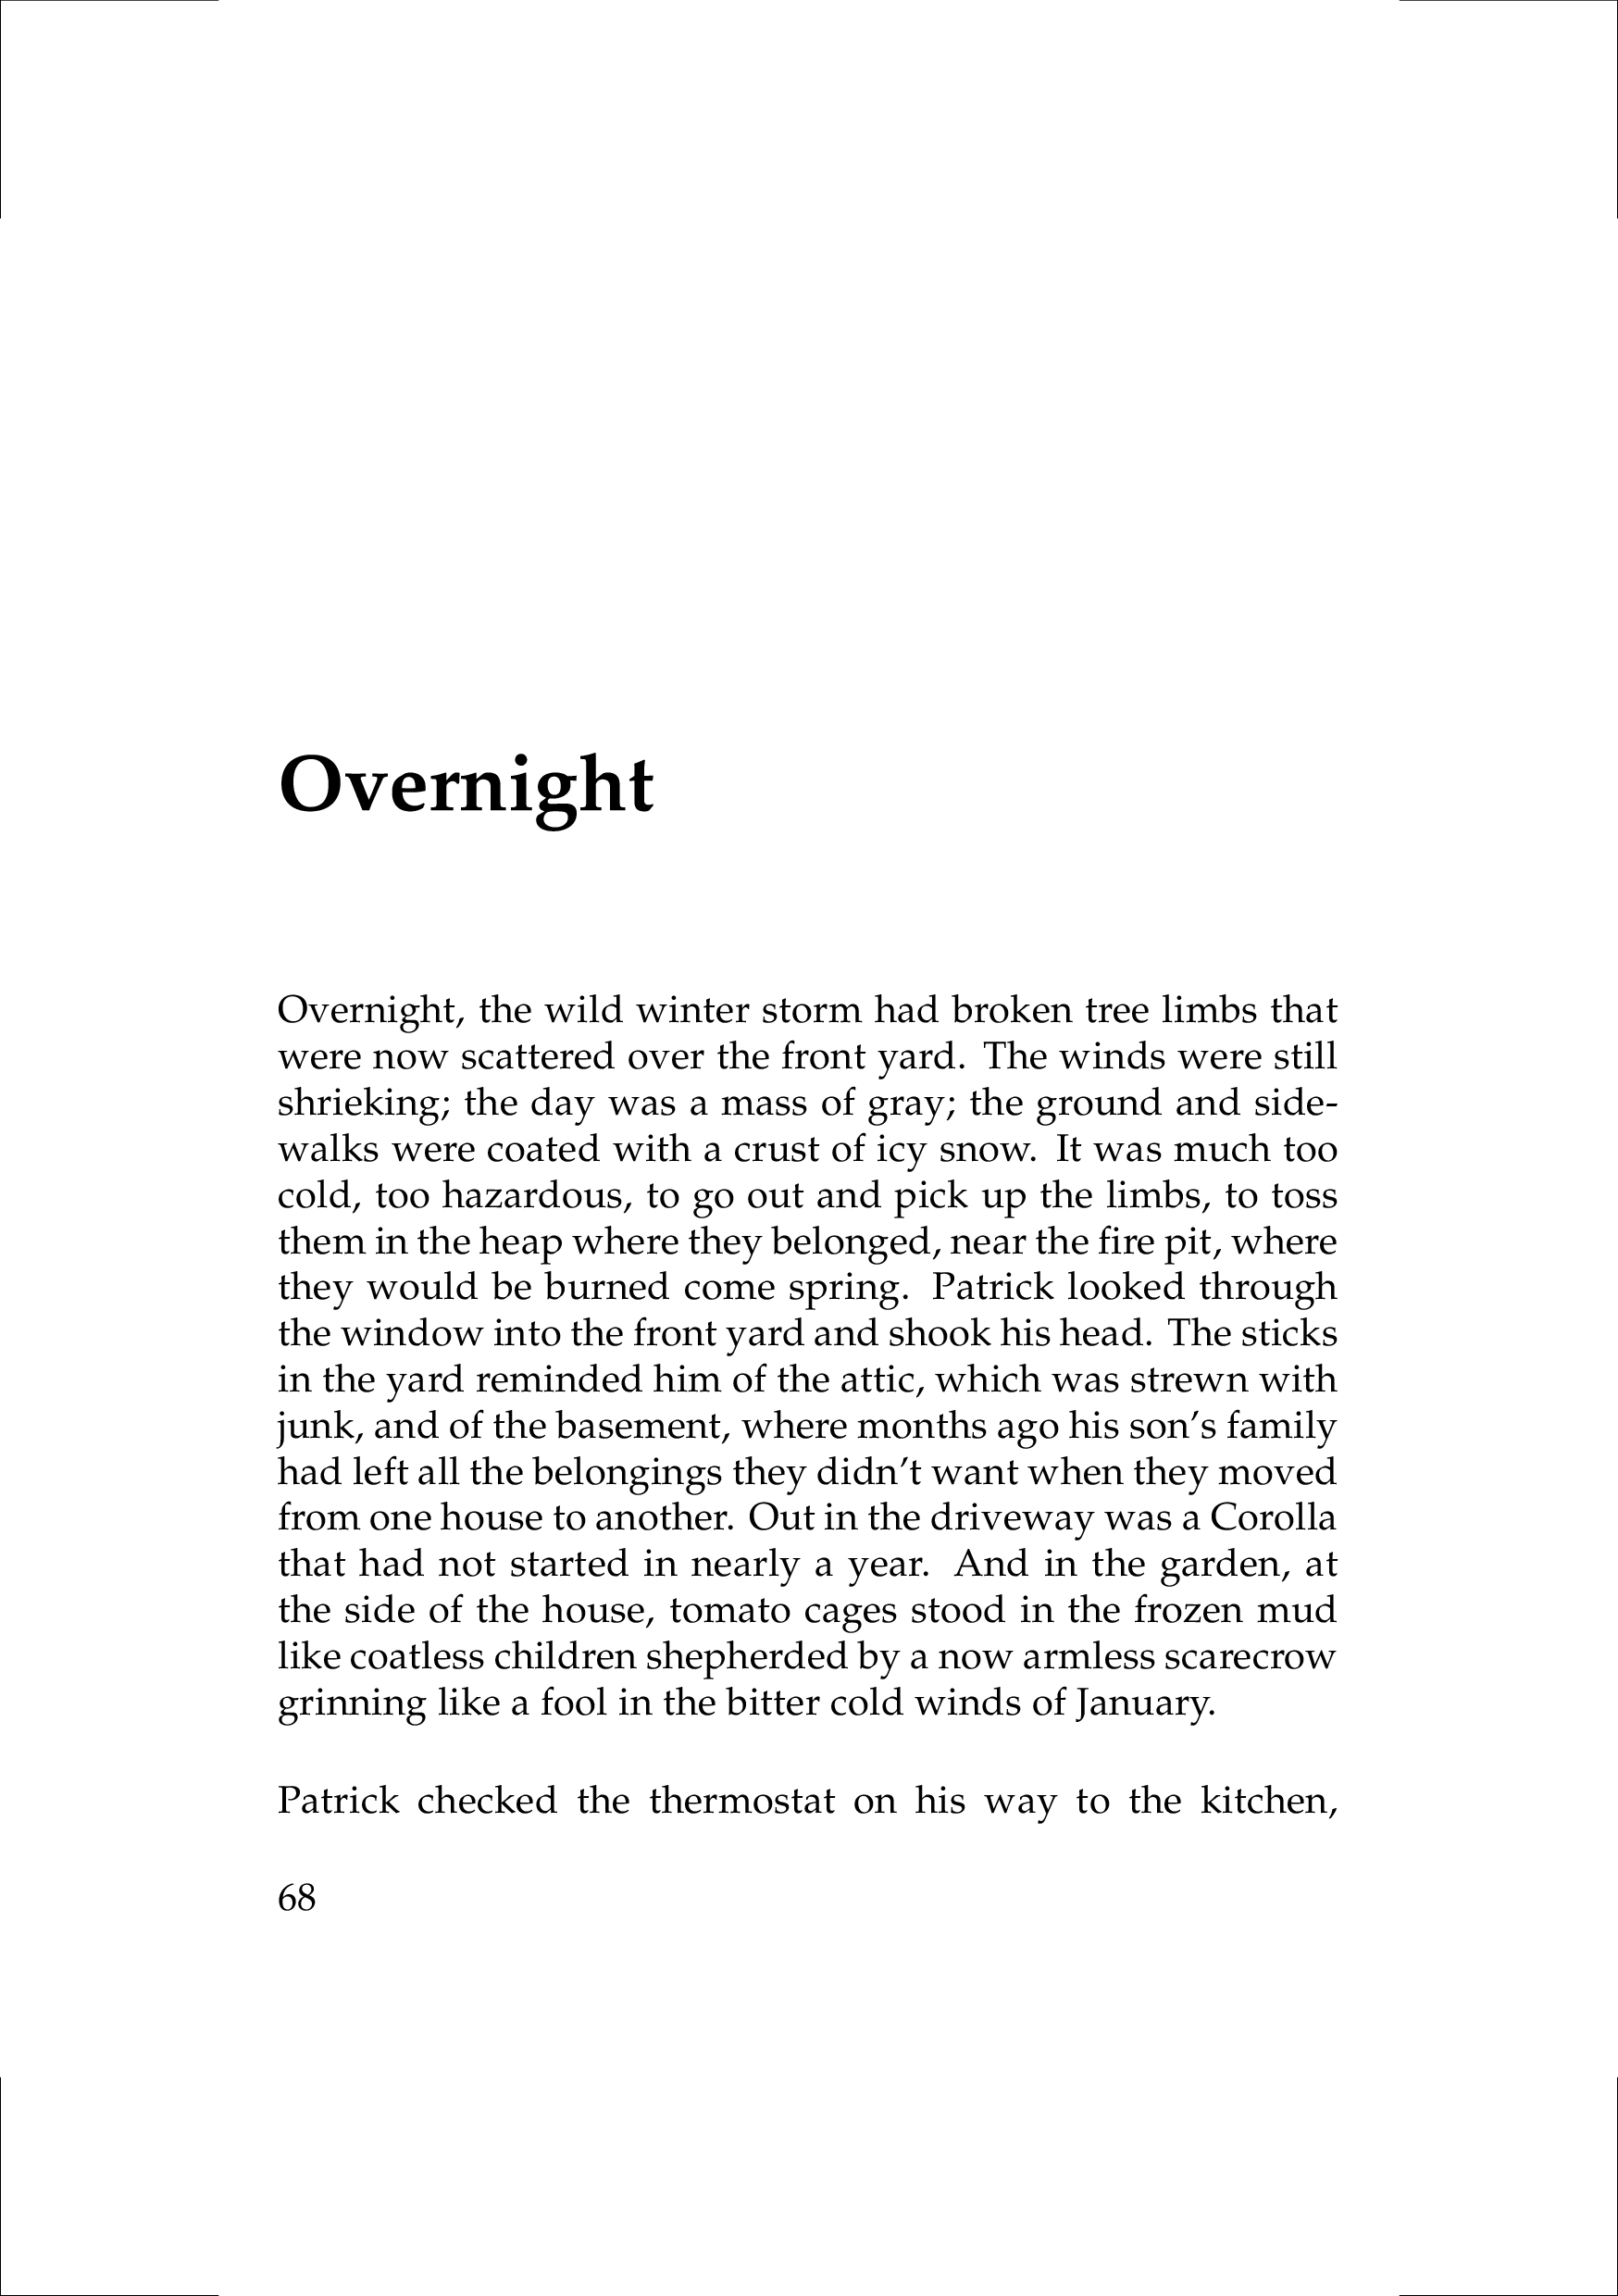 Overnight
Overnight, the wild winter storm had broken tree limbs that
were now scattered over the front yard. The winds were still
shrieking; the day was a mass of gray; the ground and side-
walks were coated with a crust of icy snow. It was much too
cold, too hazardous, to go out and pick up the limbs, to toss
them in the heap where they belonged, near the fire pit, where
they would be burned come spring. Patrick looked through
the window into the front yard and shook his head. The sticks
in the yard reminded him of the attic, which was strewn with
junk, and of the basement, where months ago his son’s family
had left all the belongings they didn’t want when they moved
from one house to another. Out in the driveway was a Corolla
that had not started in nearly a year. And in the garden, at
the side of the house, tomato cages stood in the frozen mud
like coatless children shepherded by a now armless scarecrow
grinning like a fool in the bitter cold winds of January.
Patrick checked the thermostat on his way to the kitchen,
68